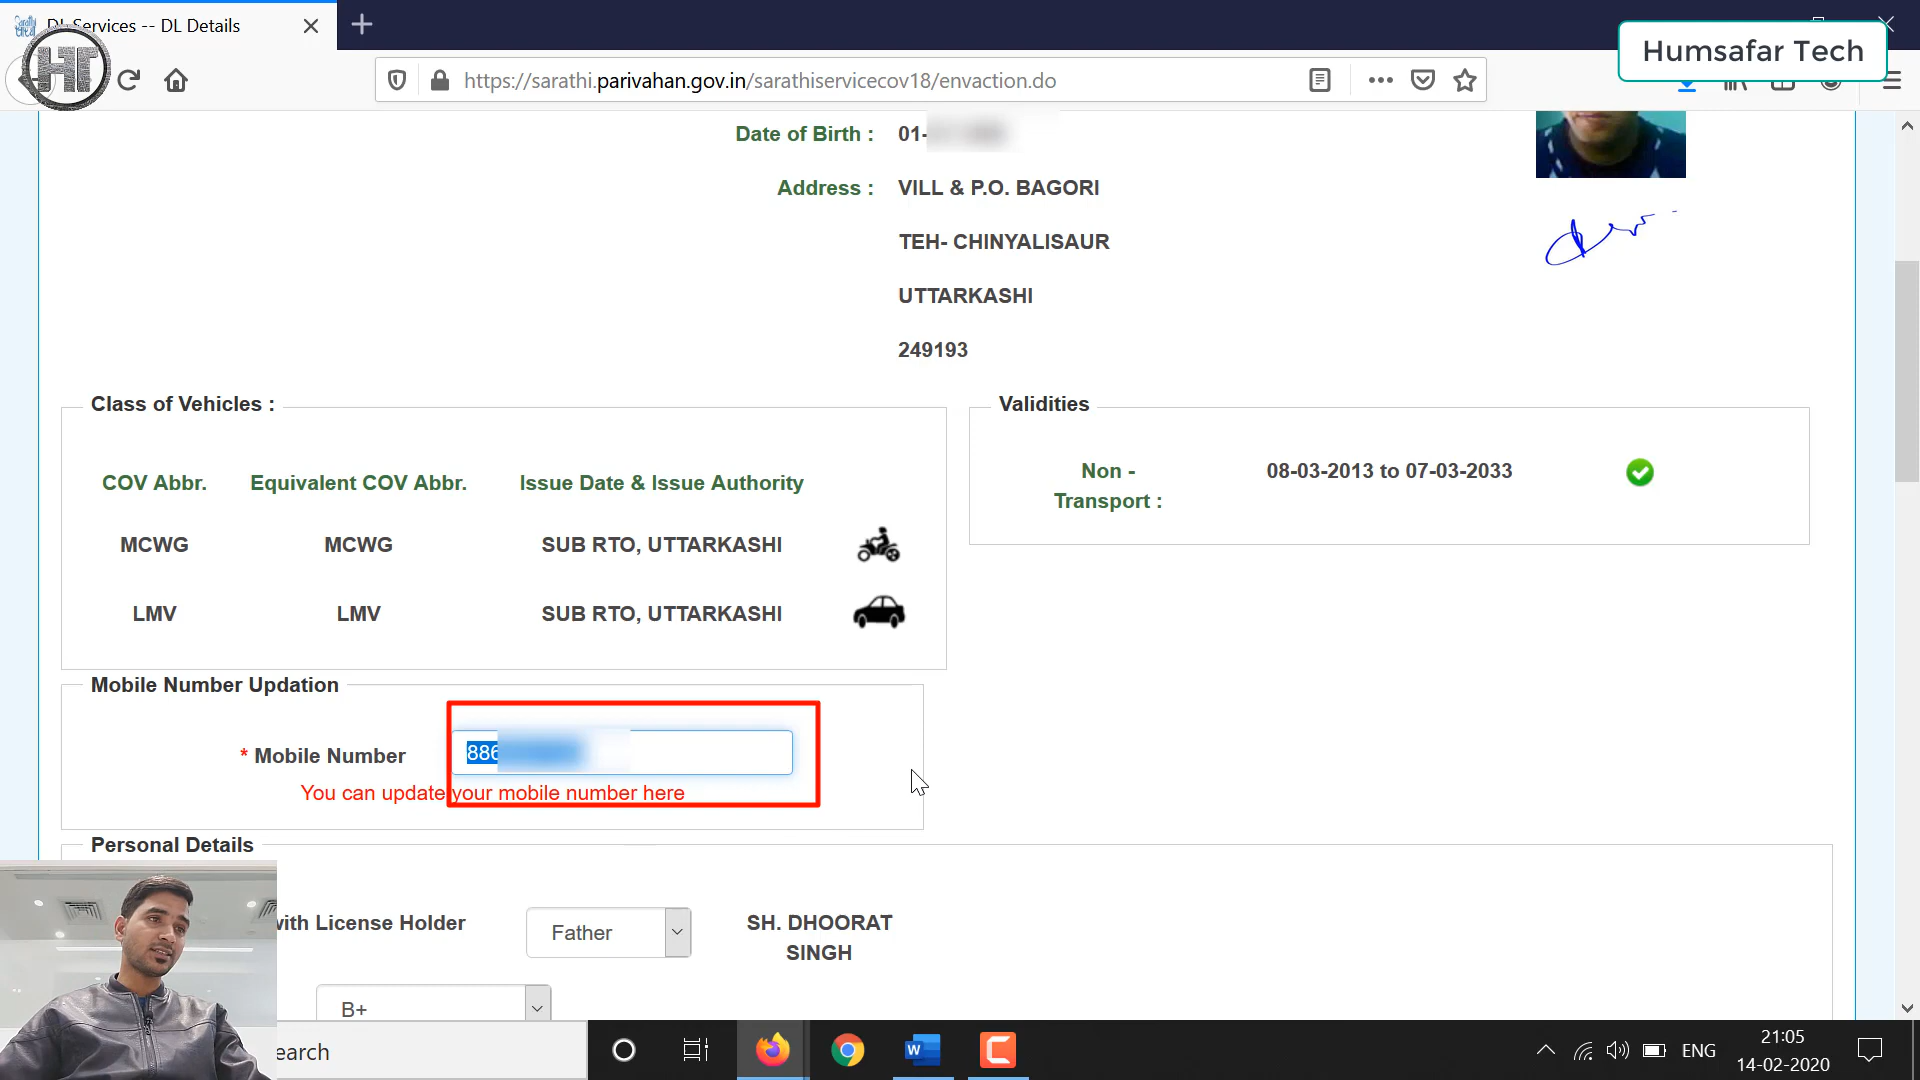 DL Services -- DL Details
HT
Humsafar Tech
https://sarathi.parivahan.gov.in/sarathiservicecov18/envaction.do
Date of Birth : 01-
Address : VILL & P.O. BAGORI
TEH- CHINYALISAUR
UTTARKASHI
249193
Class of Vehicles :
COV Abbr. Equivalent COV Abbr. Issue Date & Issue Authority
MCWG MCWG SUB RTO, UTTARKASHI
LMV LMV SUB RTO, UTTARKASHI
Validities
Non - Transport : 08-03-2013 to 07-03-2033
Mobile Number Updation
* Mobile Number 886
You can update your mobile number here
Personal Details
with License Holder Father SH. DHOORAT SINGH
B+
earch
W
ENG
21:05
14-02-2020